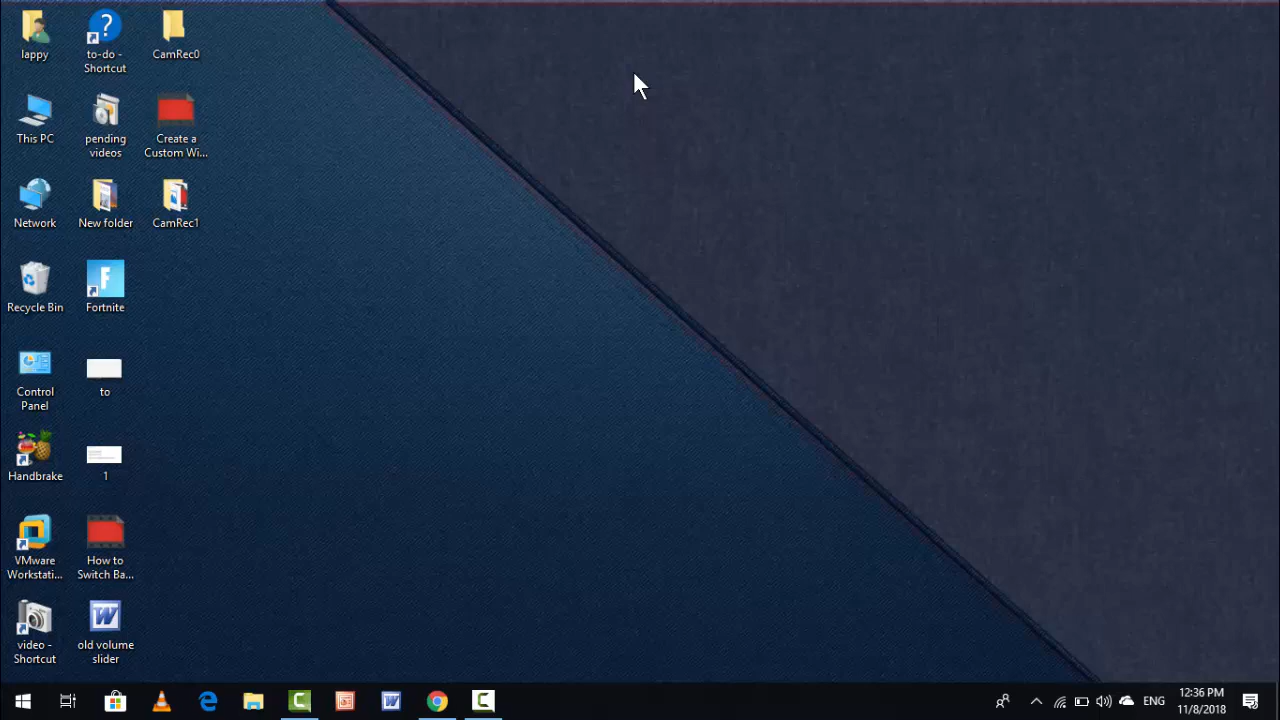 lappy
to-do -
Shortcut
CamRec0
This PC
pending
videos
Create a
Custom Wi...
Network
New folder
CamRec1
Recycle Bin
F
Fortnite
Control
Panel
to
Handbrake
1
VMware
Workstati...
How to
Switch Ba...
video -
Shortcut
old volume
slider
ENG
12:36 PM
11/8/2018